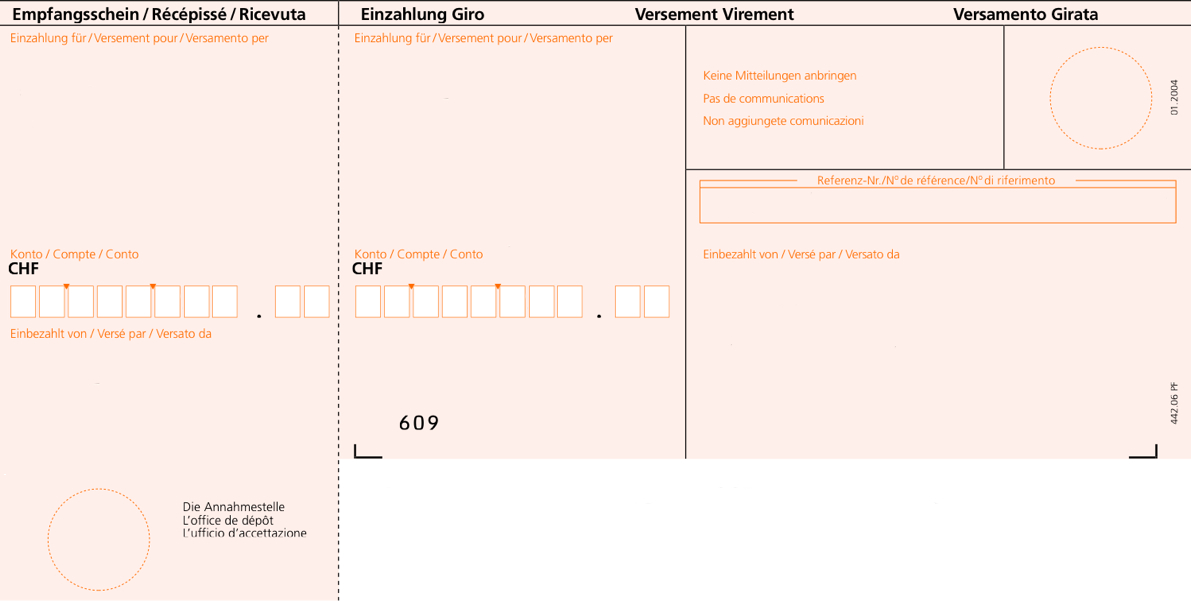 Empfangsschein / Récépissé / Ricevuta
Einzahlung für / Versement pour / Versamento per
Konto / Compte / Conto
CHF
.
Einbezahlt von / Versé par / Versato da
Die Annahmestelle
L'office de dépôt
L'ufficio d'accettazione
Einzahlung Giro
Versement Virement
Versamento Girata
Einzahlung für / Versement pour / Versamento per
Konto / Compte / Conto
CHF
.
609
Keine Mitteilungen anbringen
Pas de communications
Non aggiungete comunicazioni
01.2004
Referenz-Nr./Nº de référence/Nº di riferimento
Einbezahlt von / Versé par / Versato da
442.06 PF